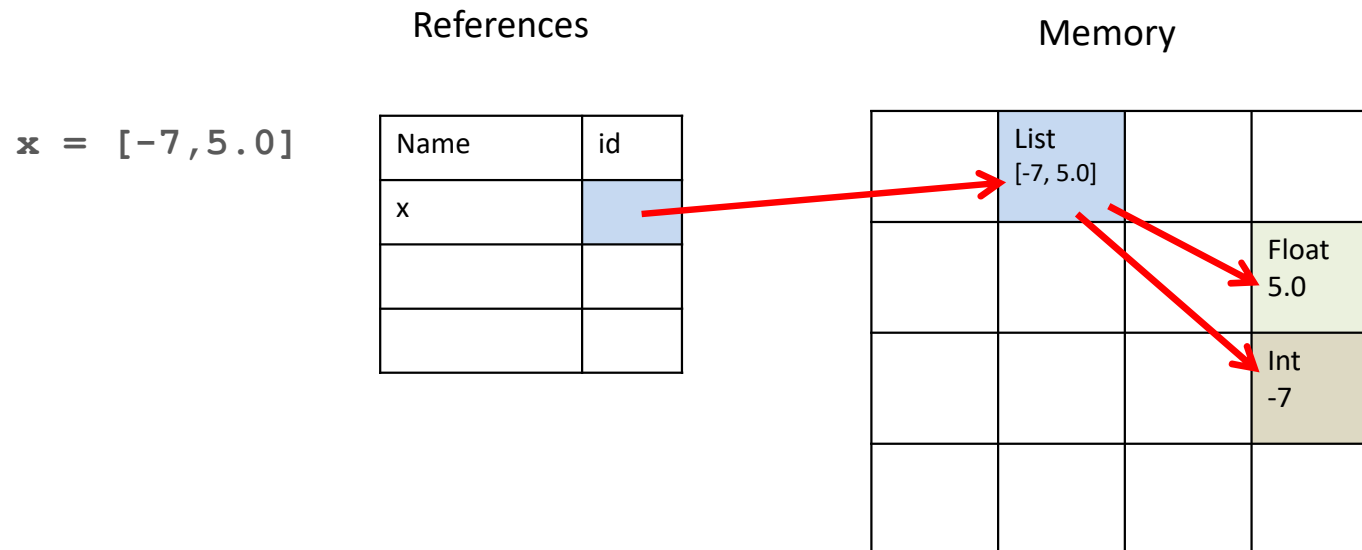 References
Memory
x = [-7,5.0]
Name id
x
List
[-7, 5.0]
Float
5.0
Int
-7